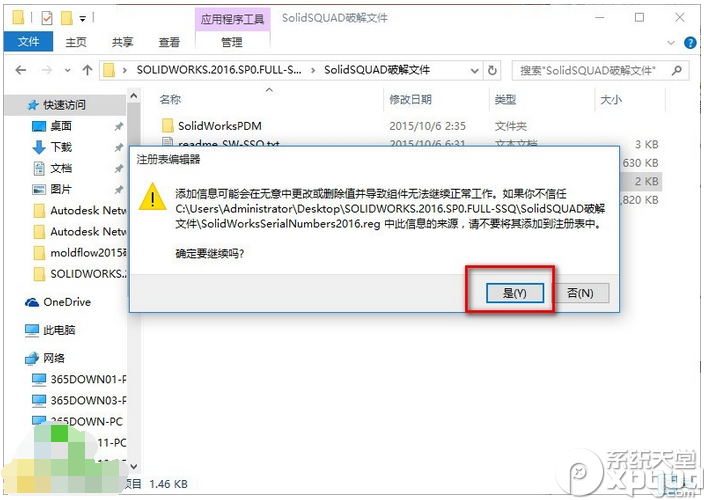 应用程序工具
SolidSQUAD破解文件
文件
主页
共享
查看
管理
SOLIDWORKS.2016.SP0.FULL-S...
SolidSQUAD破解文件
搜索"SolidSQUAD破解文件"
名称
修改日期
类型
大小
快速访问
桌面
下载
文档
图片
Autodesk Netw
Autodesk Netw
moldflow2015
SOLIDWORKS.2
OneDrive
此电脑
网络
365DOWN01-P
365DOWN03-P
365DOWN-PC
11-PC
SolidWorksPDM
2015/10/6 2:35
文件夹
readme_SW-SSQ.txt
2015/10/6 6:31
文本文档
3 KB
630 KB
2 KB
,820 KB
注册表编辑器
添加信息可能会在无意中更改或删除值并导致组件无法继续正常工作。如果你不信任
C:\Users\Administrator\Desktop\SOLIDWORKS.2016.SP0.FULL-SSQ\SolidSQUAD破解
文件\SolidWorksSerialNumbers2016.reg 中此信息的来源，请不要将其添加到注册表中。
确定要继续吗?
是(Y)
否(N)
项目 1.46 KB
系统天堂